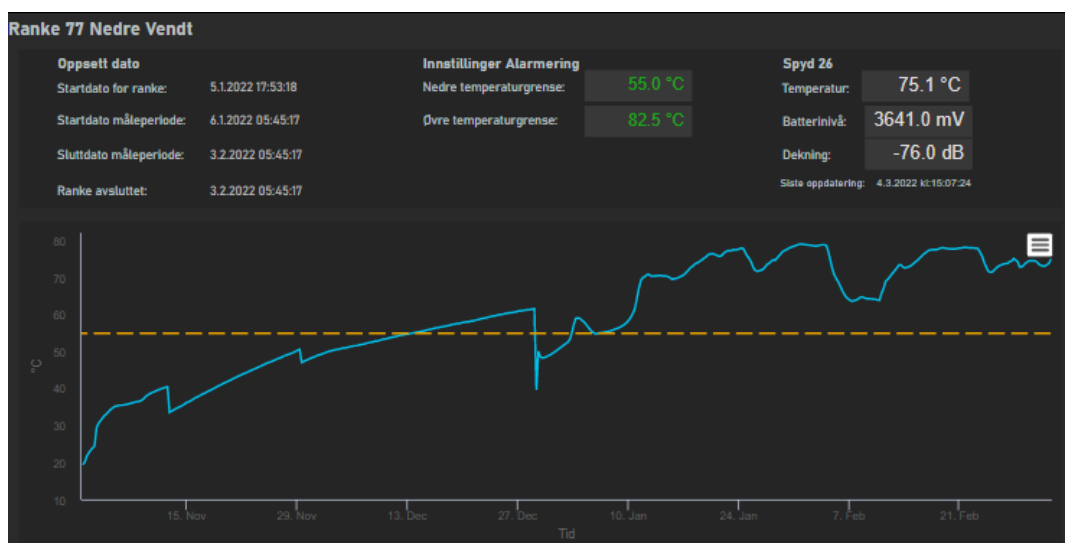 Ranke 77 Nedre Vendt
Oppsett dato
Startdato for ranke: 5.1.2022 17:53:18
Startdato måleperiode: 6.1.2022 05:45:17
Sluttdato måleperiode: 3.2.2022 05:45:17
Ranke avsluttet: 3.2.2022 05:45:17
Innstillinger Alarmering
Nedre temperaturgrense: 55.0 °C
Øvre temperaturgrense: 82.5 °C
Spyd 26
Temperatur: 75.1 °C
Batterinivå: 3641.0 mV
Dekning: -76.0 dB
Siste oppdatering: 4.3.2022 kl:15:07:24
80
70
60
50
40
30
20
10
°C
15. Nov 29. Nov 13. Dec 27. Dec 10. Jan 24. Jan 7. Feb 21. Feb
Tid